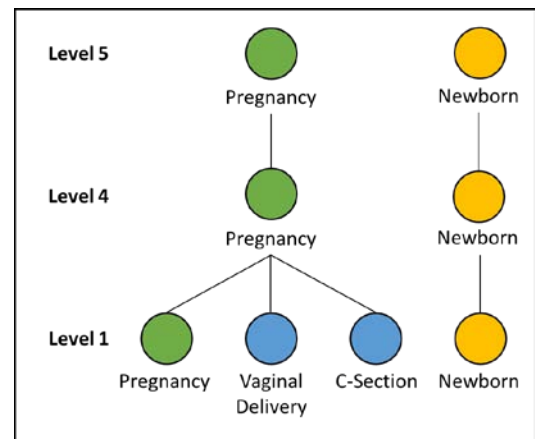 Level 5
Pregnancy
Newborn
Level 4
Pregnancy
Newborn
Level 1
Pregnancy
Vaginal
Delivery
C-Section
Newborn